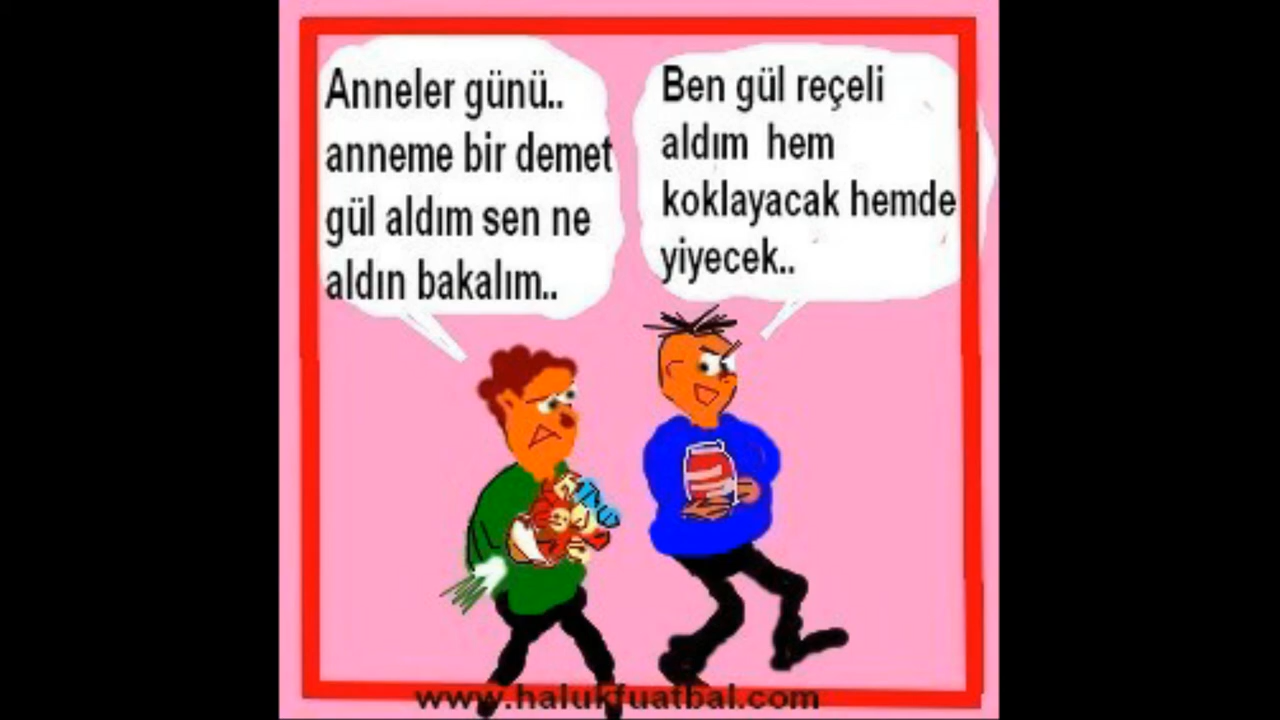 Anneler günü..
anneme bir demet
gül aldım sen ne
aldın bakalım..
Ben gül reçeli
aldım hem
koklayacak hemde
yiyecek..
www.halukfuatbal.com